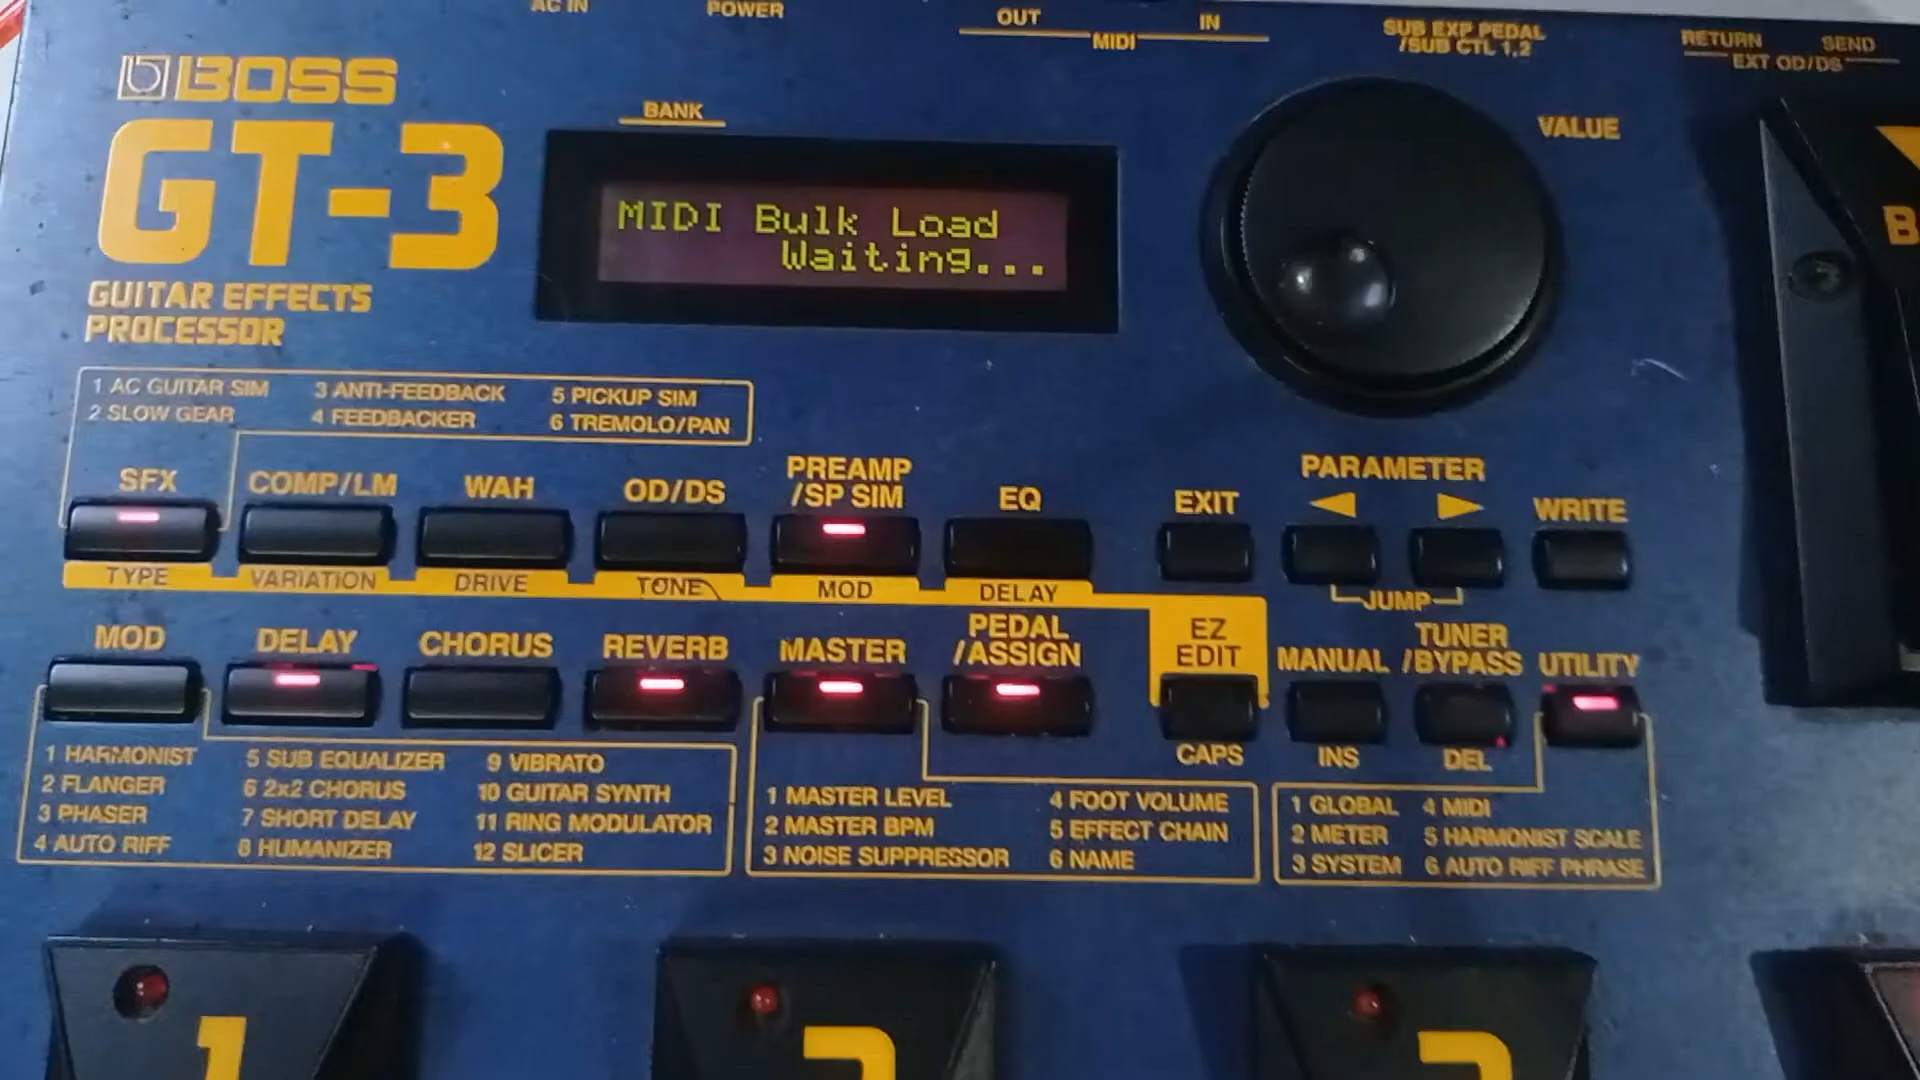 AC IN
POWER
OUT
IN
MIDI
SUB EXP PEDAL
/SUB CTL 1,2
RETURN
SEND
EXT OD/DS
BOSS
GT-3
GUITAR EFFECTS
PROCESSOR
BANK
MIDI Bulk Load
Waiting...
VALUE
1 AC GUITAR SIM
3 ANTI-FEEDBACK
5 PICKUP SIM
2 SLOW GEAR
4 FEEDBACKER
6 TREMOLO/PAN
SFX
COMP/LM
WAH
OD/DS
PREAMP
/SP SIM
EQ
EXIT
PARAMETER
WRITE
TYPE
VARIATION
DRIVE
TONE
MOD
DELAY
JUMP
MOD
DELAY
CHORUS
REVERB
MASTER
PEDAL
/ASSIGN
EZ
EDIT
MANUAL
TUNER
/BYPASS
UTILITY
CAPS
INS
DEL
1 HARMONIST
5 SUB EQUALIZER
9 VIBRATO
2 FLANGER
6 2x2 CHORUS
10 GUITAR SYNTH
3 PHASER
7 SHORT DELAY
11 RING MODULATOR
4 AUTO RIFF
8 HUMANIZER
12 SLICER
1 MASTER LEVEL
4 FOOT VOLUME
2 MASTER BPM
5 EFFECT CHAIN
3 NOISE SUPPRESSOR
6 NAME
1 GLOBAL
4 MIDI
2 METER
5 HARMONIST SCALE
3 SYSTEM
6 AUTO RIFF PHRASE
1